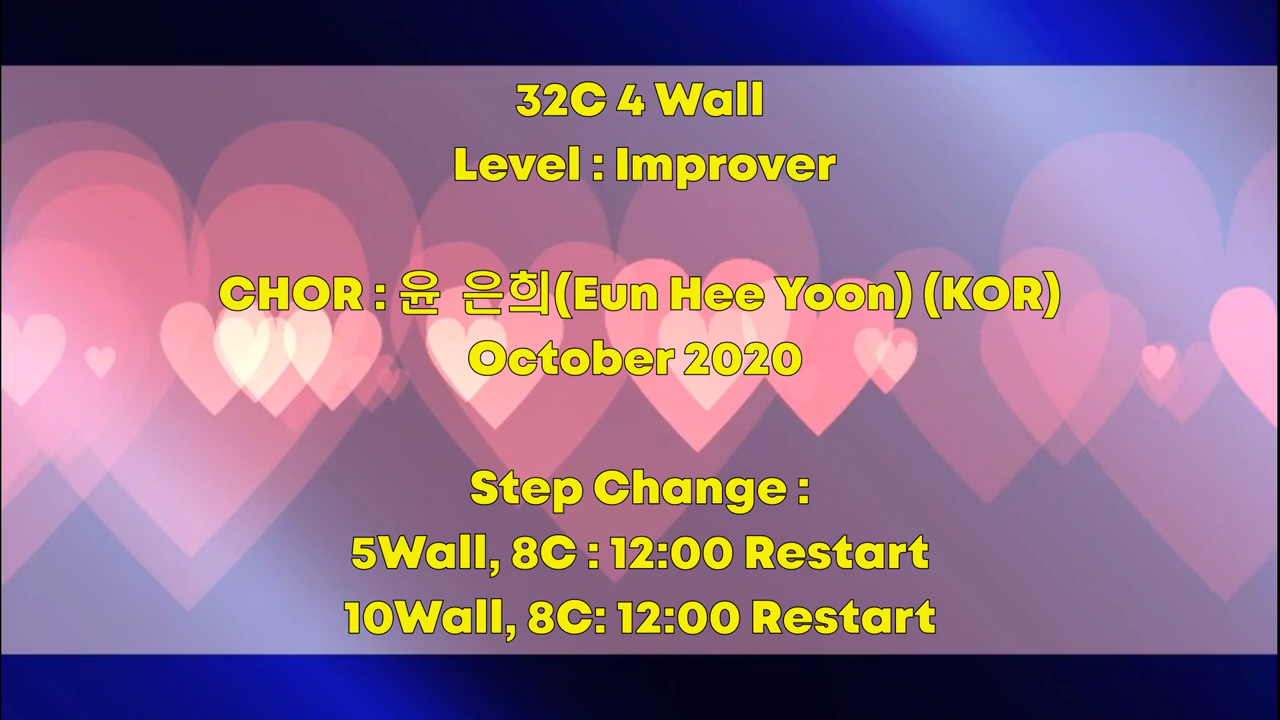 32C 4 Wall
Level : Improver
CHOR : 윤 은희(Eun Hee Yoon) (KOR)
October 2020
Step Change :
5Wall, 8C : 12:00 Restart
10Wall, 8C: 12:00 Restart